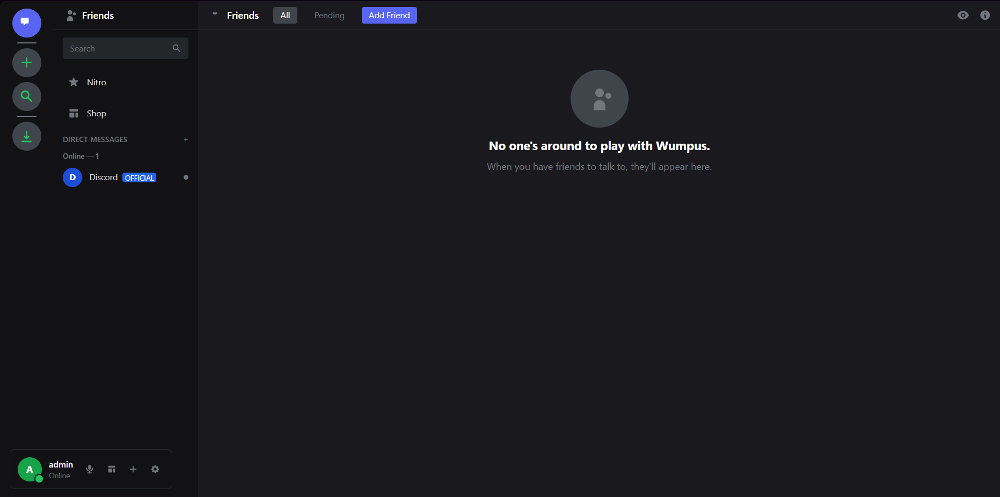 Friends
Search
Nitro
Shop
DIRECT MESSAGES +
Online — 1
D Discord OFFICIAL
A admin
Online
Friends All Pending Add Friend
No one's around to play with Wumpus.
When you have friends to talk to, they'll appear here.